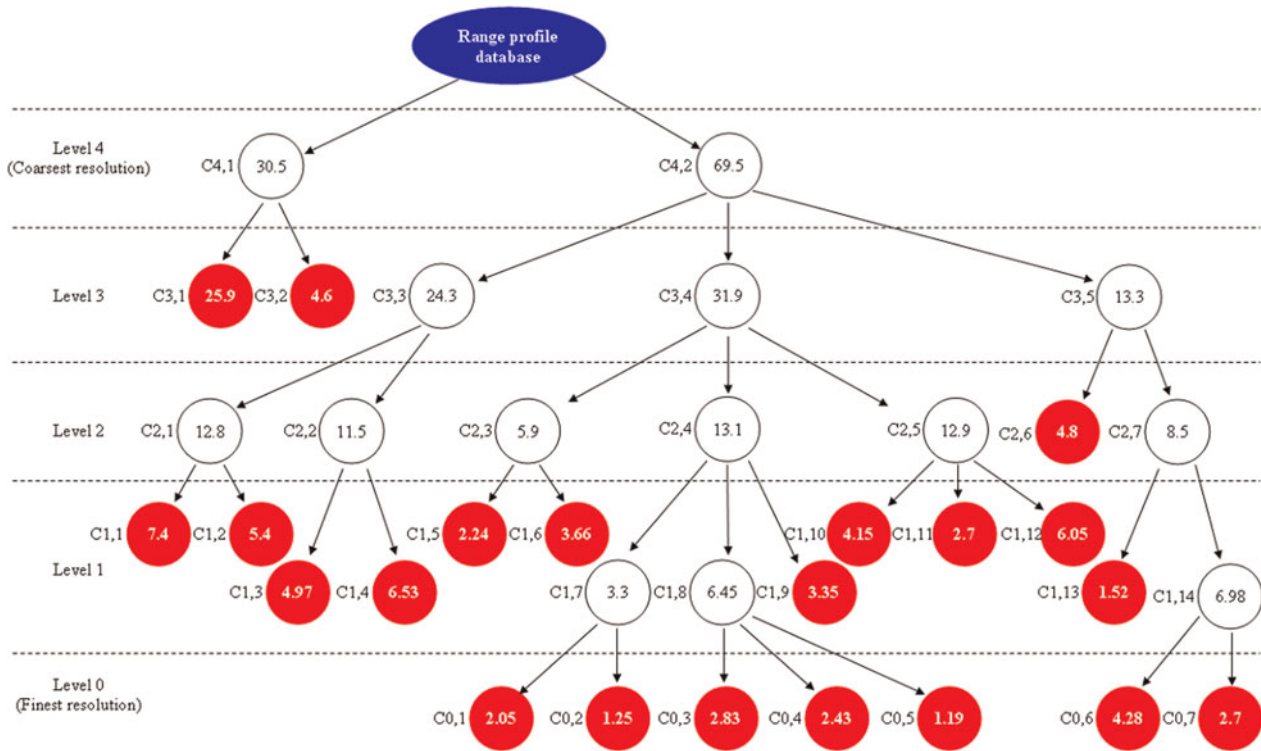 Range profile
database
Level 4
(Coarsest resolution)
C4,1
30.5
C4,2
69.5
Level 3
C3,1
25.9
C3,2
4.6
C3,3
24.3
C3,4
31.9
C3,5
13.3
Level 2
C2,1
12.8
C2,2
11.5
C2,3
5.9
C2,4
13.1
C2,5
12.9
C2,6
4.8
C2,7
8.5
Level 1
C1,1
7.4
C1,2
5.4
C1,3
4.97
C1,4
6.53
C1,5
2.24
C1,6
3.66
C1,7
3.3
C1,8
6.45
C1,9
3.35
C1,10
4.15
C1,11
2.7
C1,12
6.05
C1,13
1.52
C1,14
6.98
Level 0
(Finest resolution)
C0,1
2.05
C0,2
1.25
C0,3
2.83
C0,4
2.43
C0,5
1.19
C0,6
4.28
C0,7
2.7